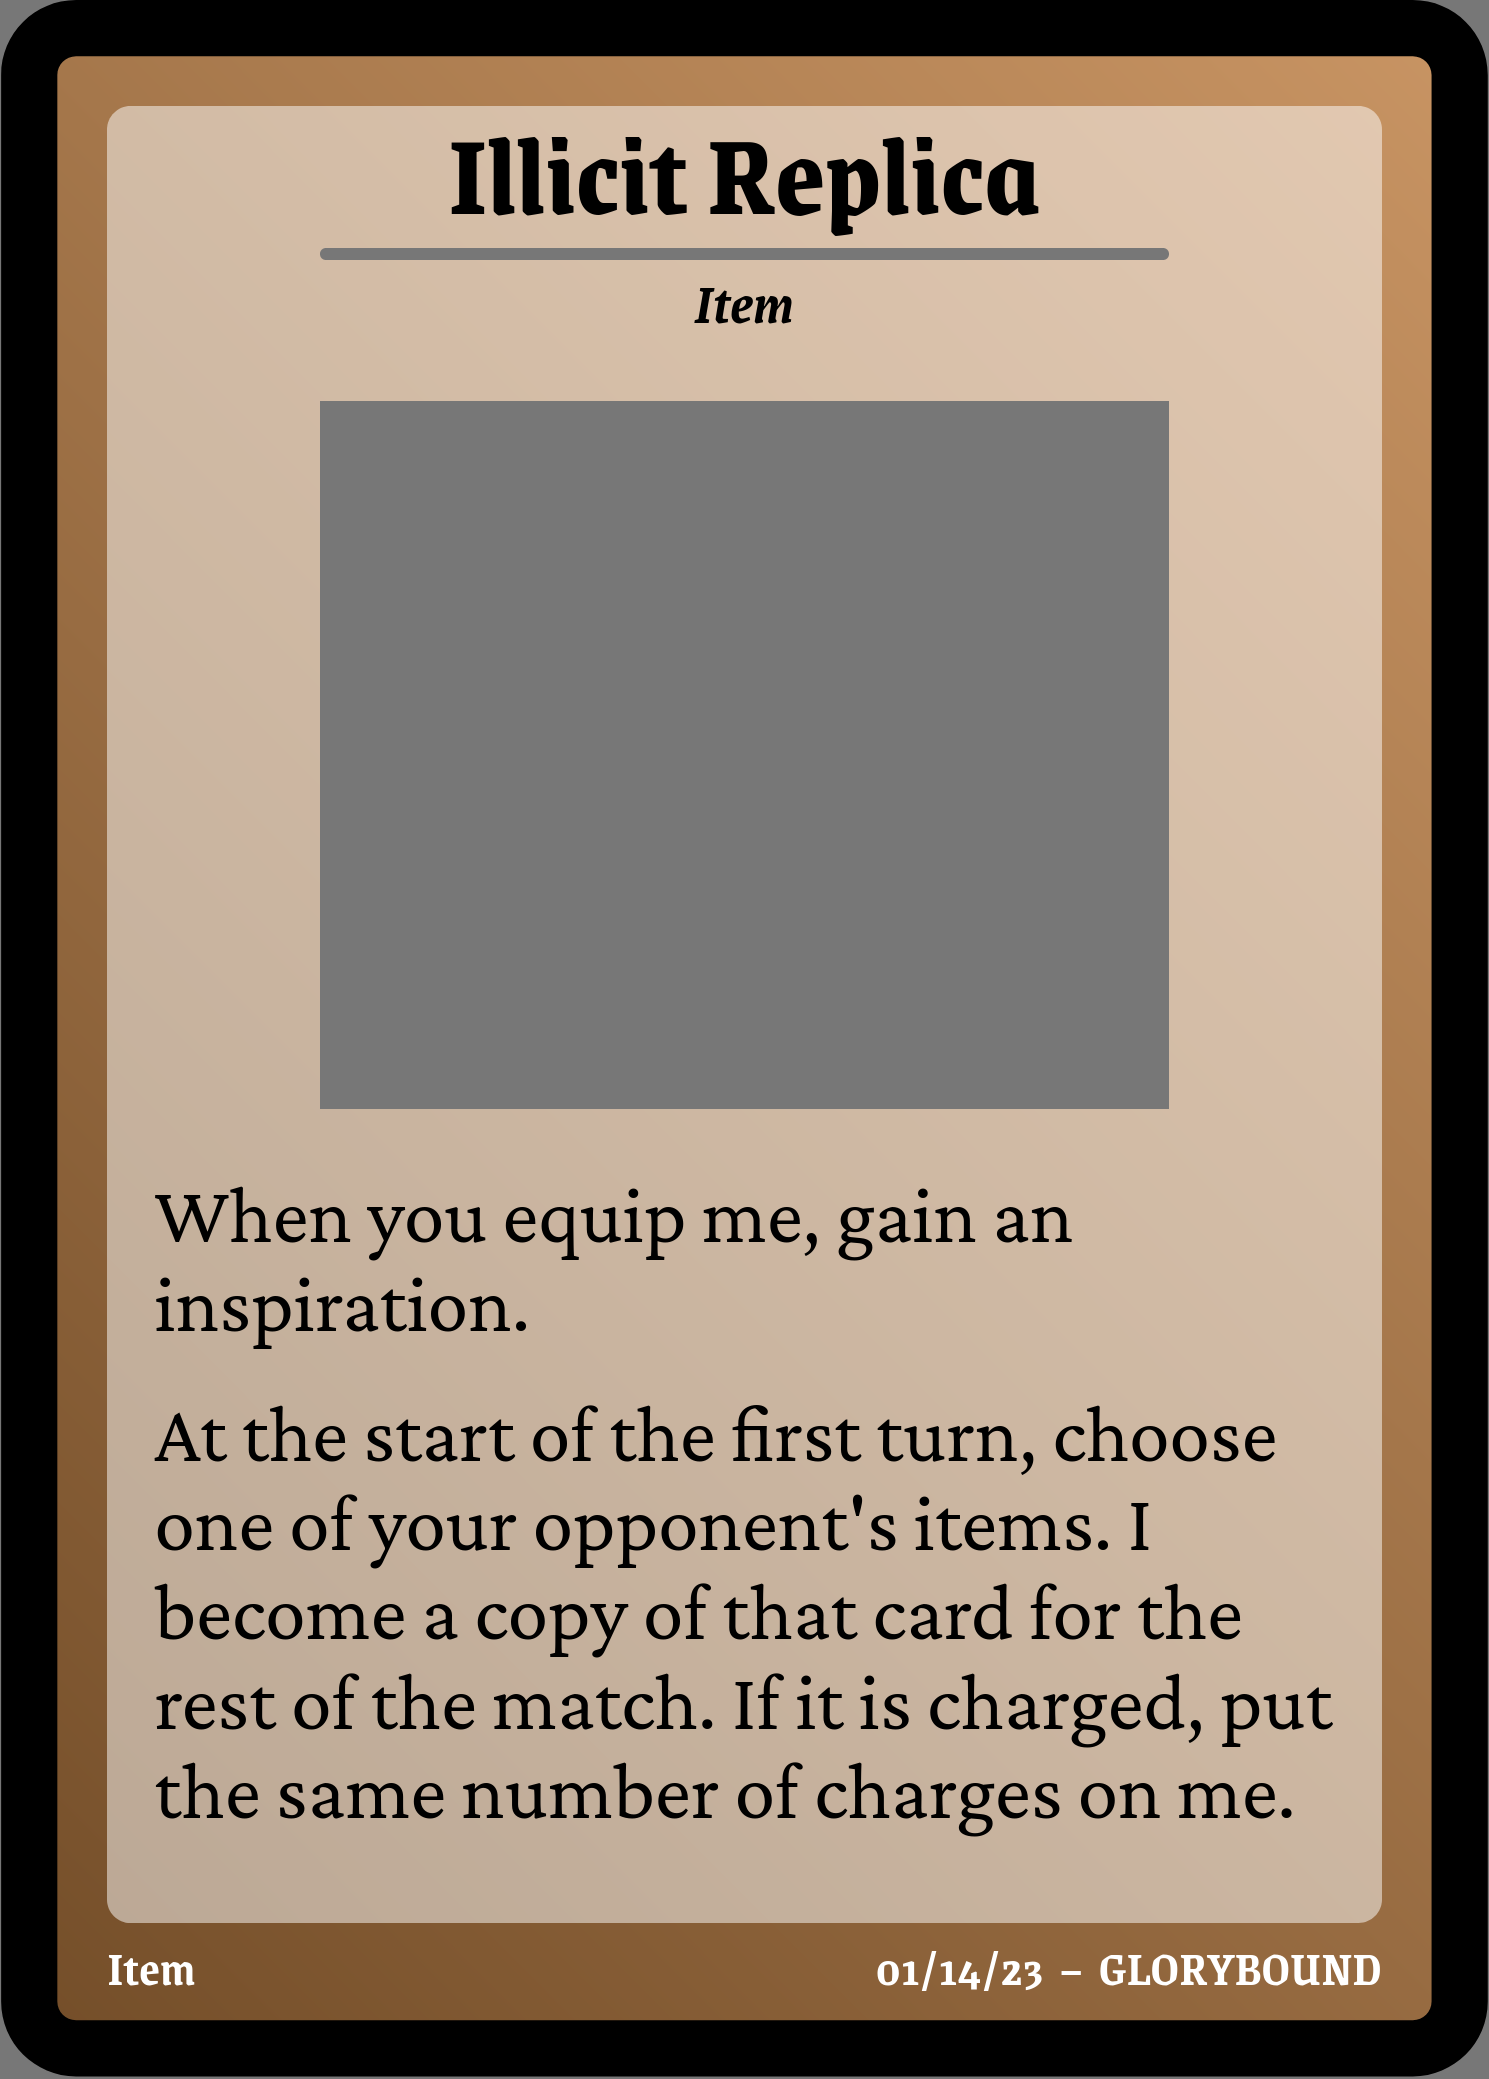 Illicit Replica
Item
When you equip me, gain an
inspiration.
At the start of the first turn, choose
one of your opponent's items. I
become a copy of that card for the
rest of the match. If it is charged, put
the same number of charges on me.
Item
01/14/23 – GLORYBOUND